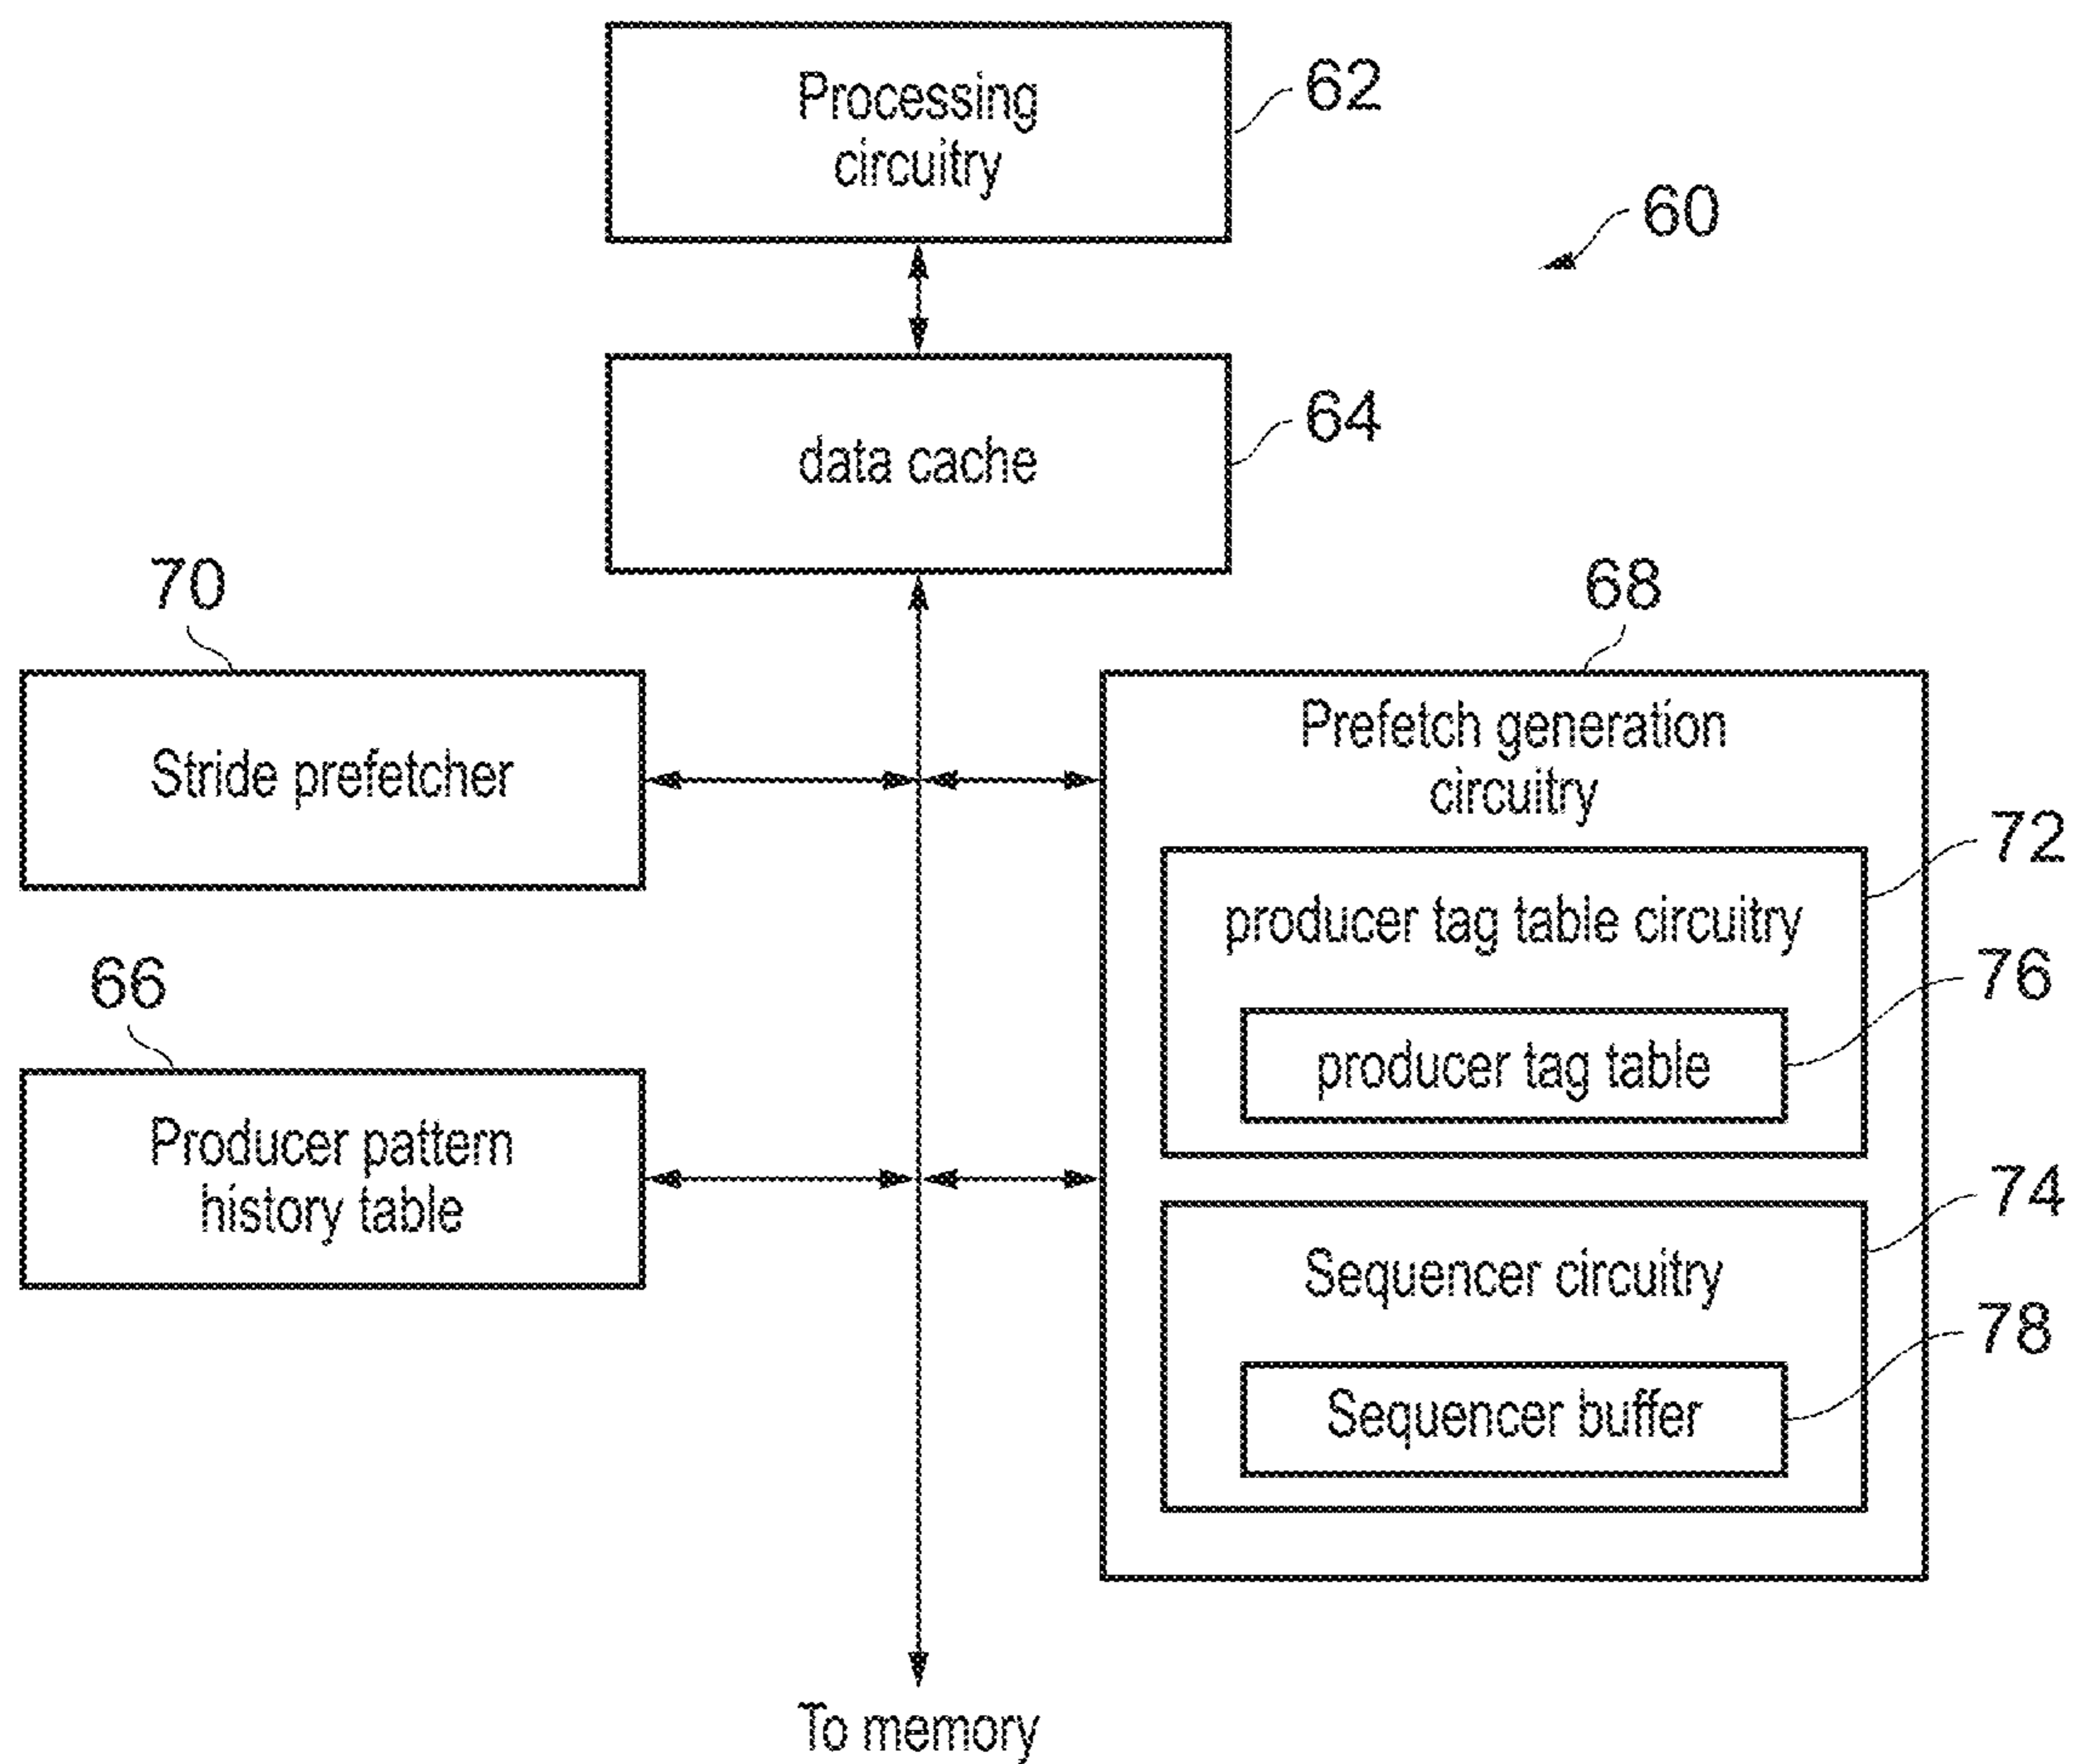 Processing
circuitry
62
60
data cache
64
70
68
Stride prefetcher
Prefetch generation
circuitry
72
producer tag table circuitry
76
producer tag table
66
Producer pattern
history table
74
Sequencer circuitry
78
Sequencer buffer
To memory